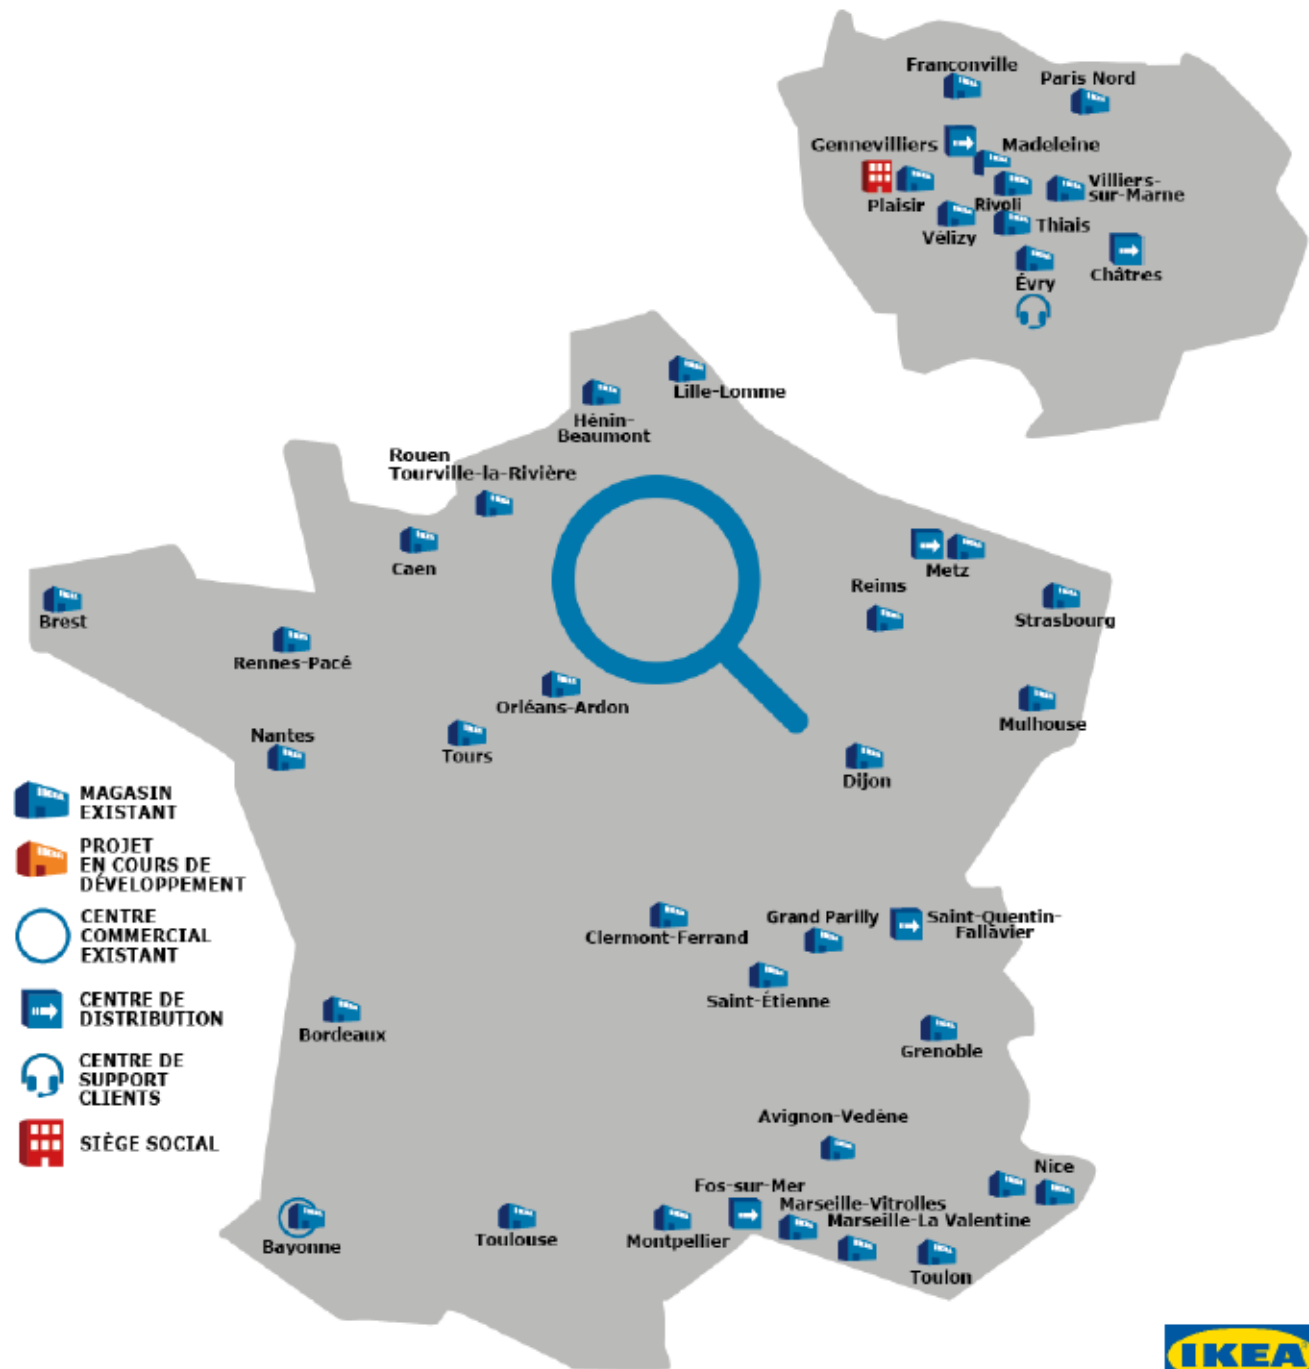 Franconville
Paris Nord
Gennevilliers
Madeleine
Plaisir
Rivoli
Villiers-
sur-Marne
Vélizy
Thiais
Évry
Châtres
Lille-Lomme
Hénin-
Beaumont
Rouen
Tourville-la-Rivière
Caen
Metz
Reims
Strasbourg
Brest
Rennes-Pacé
Orléans-Ardon
Mulhouse
Nantes
Tours
Dijon
MAGASIN
EXISTANT
PROJET
EN COURS DE
DÉVELOPPEMENT
CENTRE
COMMERCIAL
EXISTANT
CENTRE DE
DISTRIBUTION
CENTRE DE
SUPPORT
CLIENTS
SIÈGE SOCIAL
Clermont-Ferrand
Grand Parilly
Saint-Quentin-
Fallavier
Saint-Étienne
Bordeaux
Grenoble
Avignon-Vedène
Nice
Fos-sur-Mer
Marseille-Vitrolles
Marseille-La Valentine
Bayonne
Toulouse
Montpellier
Toulon
IKEA